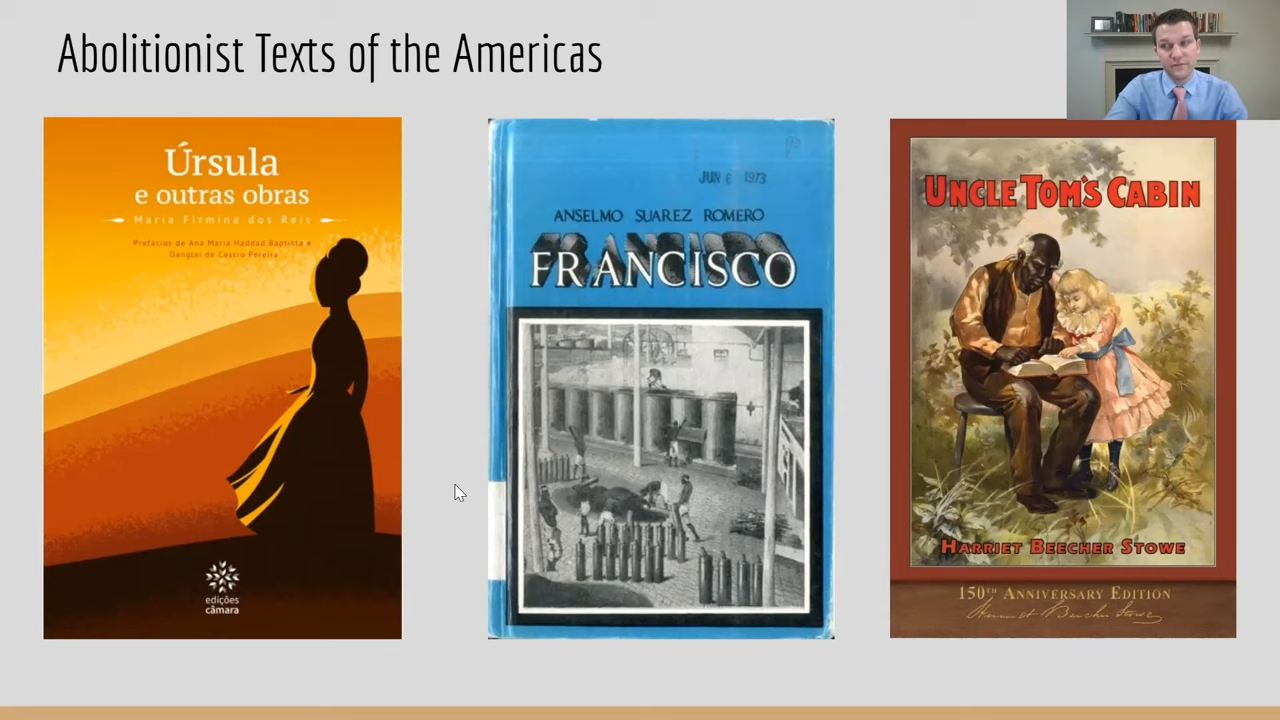 Abolitionist Texts of the Americas
Úrsula
e outras obras
Maria Firmina dos Reis
Prefácios de Ana Maria Haddad Baptista e
Danglei de Castro Pereira
edições
câmara
JUN 6 1973
ANSELMO SUAREZ ROMERO
FRANCISCO
UNCLE TOM'S CABIN
HARRIET BEECHER STOWE
150TH ANNIVERSARY EDITION
Harriet Beecher Stowe